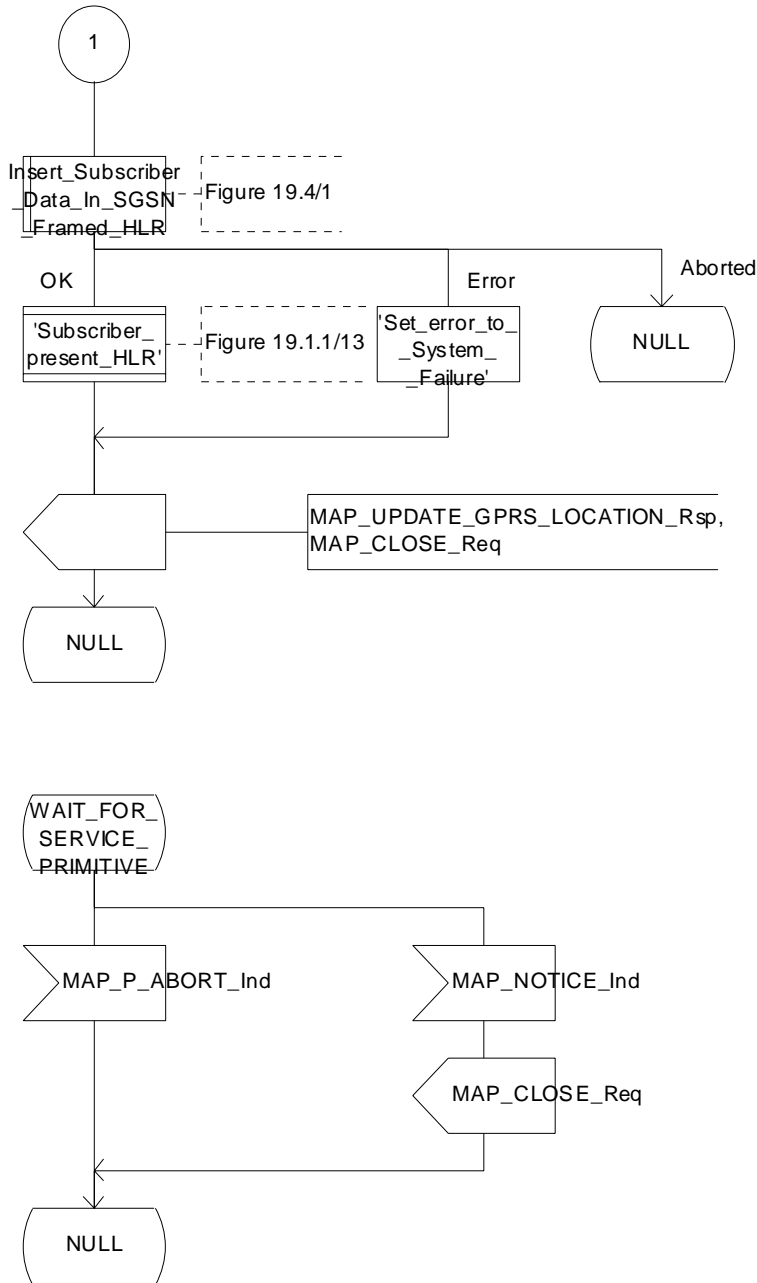 1
Insert_Subscriber
_Data_In_SGSN
_Framed_HLR
Figure 19.4/1
OK
Error
Aborted
'Subscriber_
present_HLR'
Figure 19.1.1/13
'Set_error_to_
_System_
_Failure'
NULL
MAP_UPDATE_GPRS_LOCATION_Rsp,
MAP_CLOSE_Req
NULL
WAIT_FOR_
SERVICE_
PRIMITIVE
MAP_P_ABORT_Ind
MAP_NOTICE_Ind
MAP_CLOSE_Req
NULL